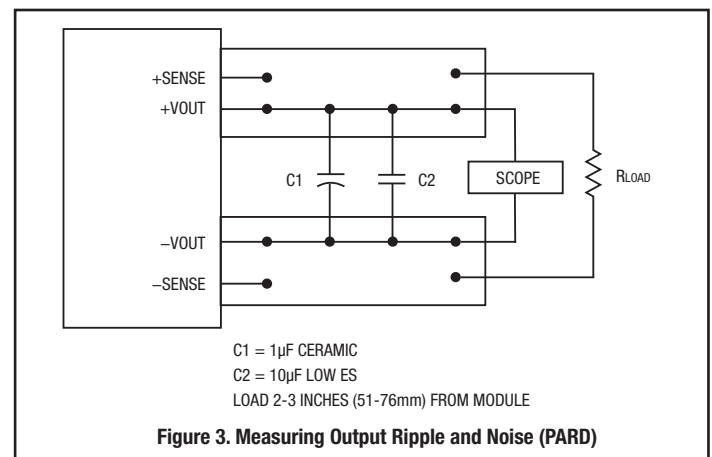 +SENSE
+VOUT
C1
C2
SCOPE
RLOAD
−VOUT
−SENSE
C1 = 1µF CERAMIC
C2 = 10µF LOW ES
LOAD 2-3 INCHES (51-76mm) FROM MODULE
Figure 3. Measuring Output Ripple and Noise (PARD)